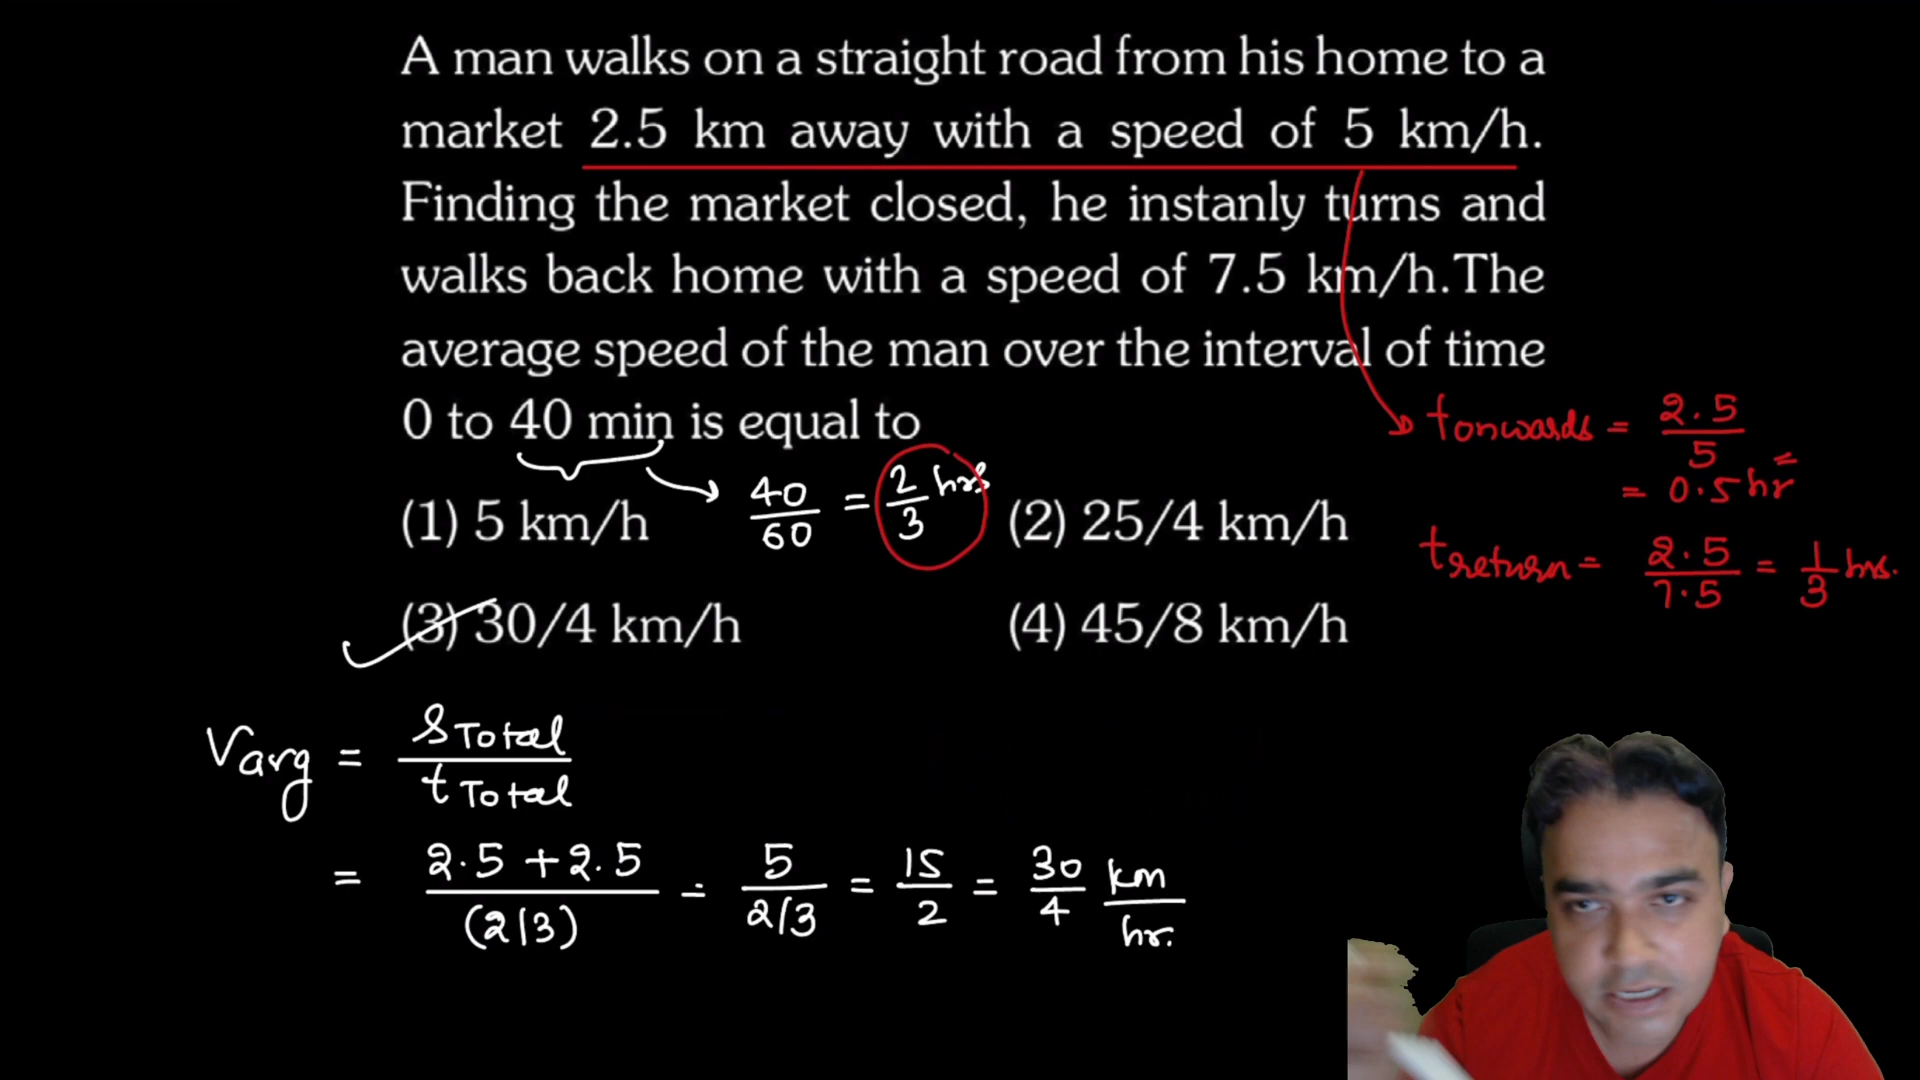 A man walks on a straight road from his home to a
market 2.5 km away with a speed of 5 km/h.
Finding the market closed, he instanly turns and
walks back home with a speed of 7.5 km/h.The
average speed of the man over the interval of time
0 to 40 min is equal to
40/60 = 2/3 hrs
(1) 5 km/h
(2) 25/4 km/h
(3) 30/4 km/h
(4) 45/8 km/h
t onwards = 2.5/5
= 0.5 hr
t return = 2.5/7.5 = 1/3 hrs.
Varg = S Total / t Total
= 2.5 + 2.5 / (2/3) = 5 / 2/3 = 15/2 = 30/4 km/hr.